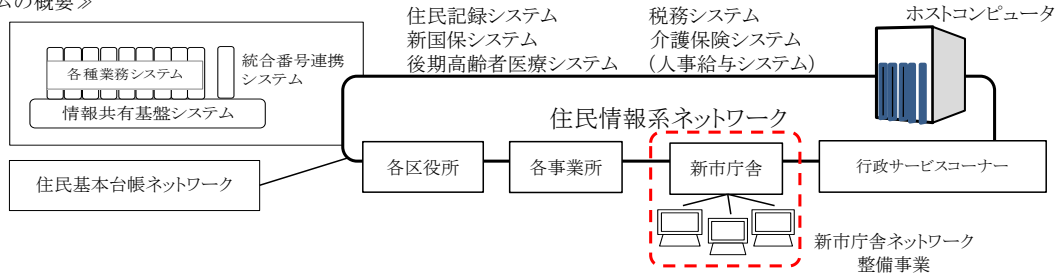 ムの概要≫
住民記録システム
新国保システム
後期高齢者医療システム
税務システム
介護保険システム
(人事給与システム)
ホストコンピュータ
各種業務システム
統合番号連携
システム
情報共有基盤システム
住民情報系ネットワーク
住民基本台帳ネットワーク
各区役所
各事業所
新市庁舎
行政サービスコーナー
新市庁舎ネットワーク
整備事業